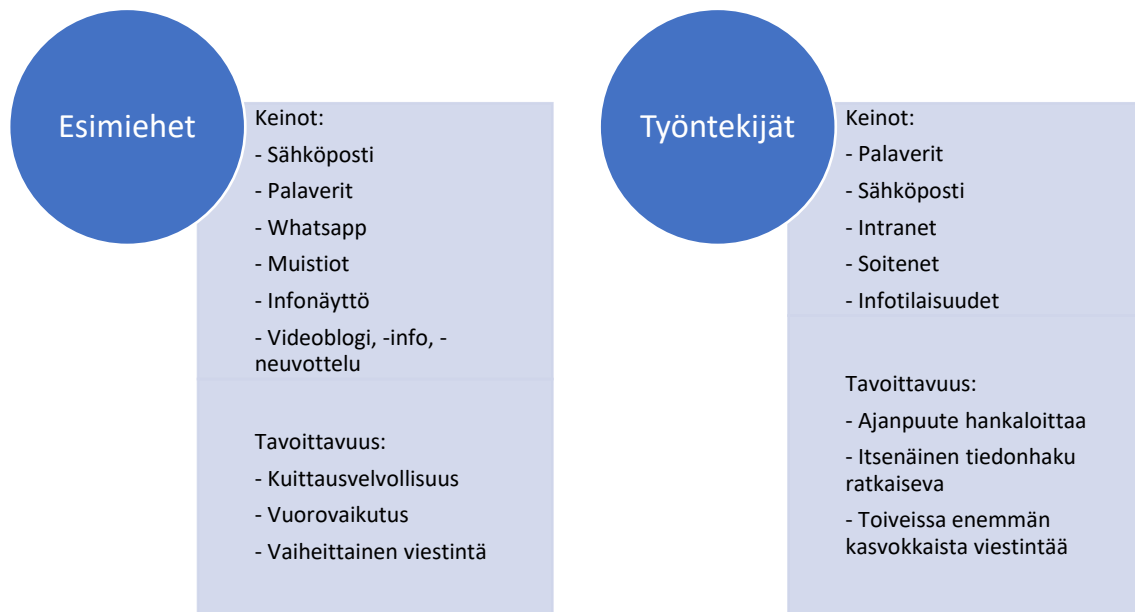 Esimiehet
Keinot:
- Sähköposti
- Palaverit
- Whatsapp
- Muistiot
- Infonäyttö
- Videoblogi, -info, -
neuvottelu
Tavoittavuus:
- Kuittausvelvollisuus
- Vuorovaikutus
- Vaiheittainen viestintä
Työntekijät
Keinot:
- Palaverit
- Sähköposti
- Intranet
- Soitenet
- Infotilaisuudet
Tavoittavuus:
- Ajanpuute hankaloittaa
- Itsenäinen tiedonhaku
ratkaiseva
- Toiveissa enemmän
kasvokkaista viestintää